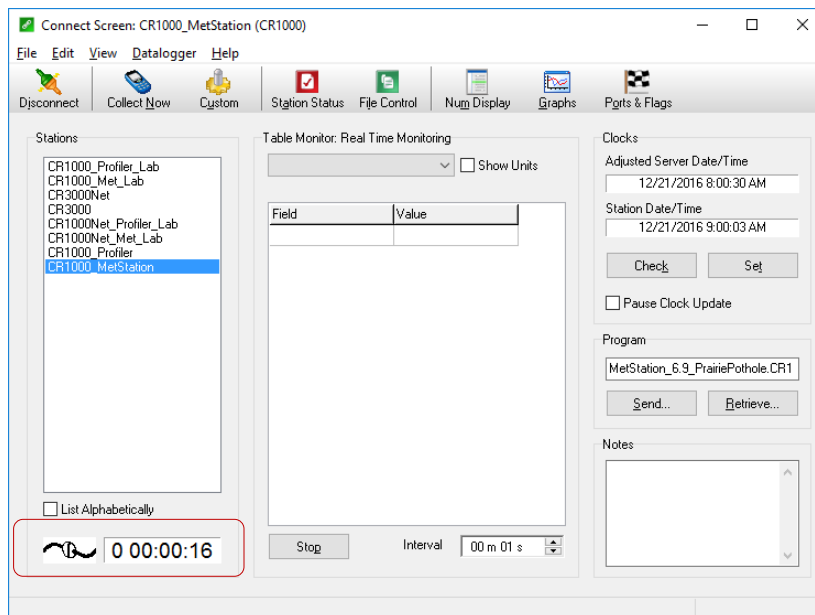 Connect Screen: CR1000_MetStation (CR1000)
File Edit View Datalogger Help
Disconnect Collect Now Custom Station Status File Control Num Display Graphs Ports & Flags
Stations
CR1000_Profiler_Lab
CR1000_Met_Lab
CR3000Net
CR3000
CR1000Net_Profiler_Lab
CR1000Net_Met_Lab
CR1000_Profiler
CR1000_MetStation
List Alphabetically
0 00:00:16
Table Monitor: Real Time Monitoring
Show Units
Field Value
Stop Interval 00 m 01 s
Clocks
Adjusted Server Date/Time
12/21/2016 8:00:30 AM
Station Date/Time
12/21/2016 9:00:03 AM
Check Set
Pause Clock Update
Program
MetStation_6.9_PrairiePothole.CR1
Send... Retrieve...
Notes